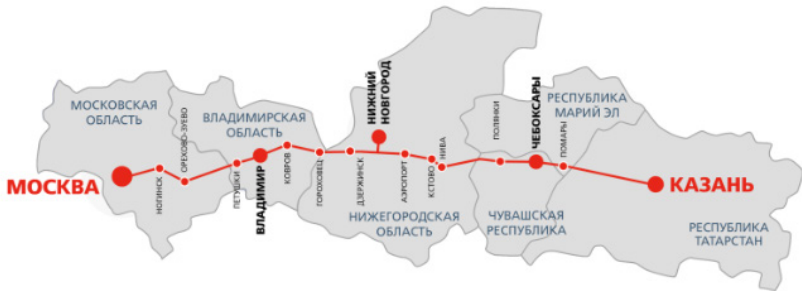 МОСКОВСКАЯ
ОБЛАСТЬ
МОСКВА
НОГИНСК
ОРЕХОВО-ЗУЕВО
ВЛАДИМИРСКАЯ
ОБЛАСТЬ
ПЕТУШКИ
ВЛАДИМИР
КОВРОВ
ГОРОХОВЕЦ
ДЗЕРЖИНСК
НИЖНИЙ
НОВГОРОД
АЭРОПОРТ
КСТОВО
НИВА
НИЖЕГОРОДСКАЯ
ОБЛАСТЬ
ПОЛЯНКИ
ЧУВАШСКАЯ
РЕСПУБЛИКА
ЧЕБОКСАРЫ
ПОМАРЫ
РЕСПУБЛИКА
МАРИЙ ЭЛ
КАЗАНЬ
РЕСПУБЛИКА
ТАТАРСТАН